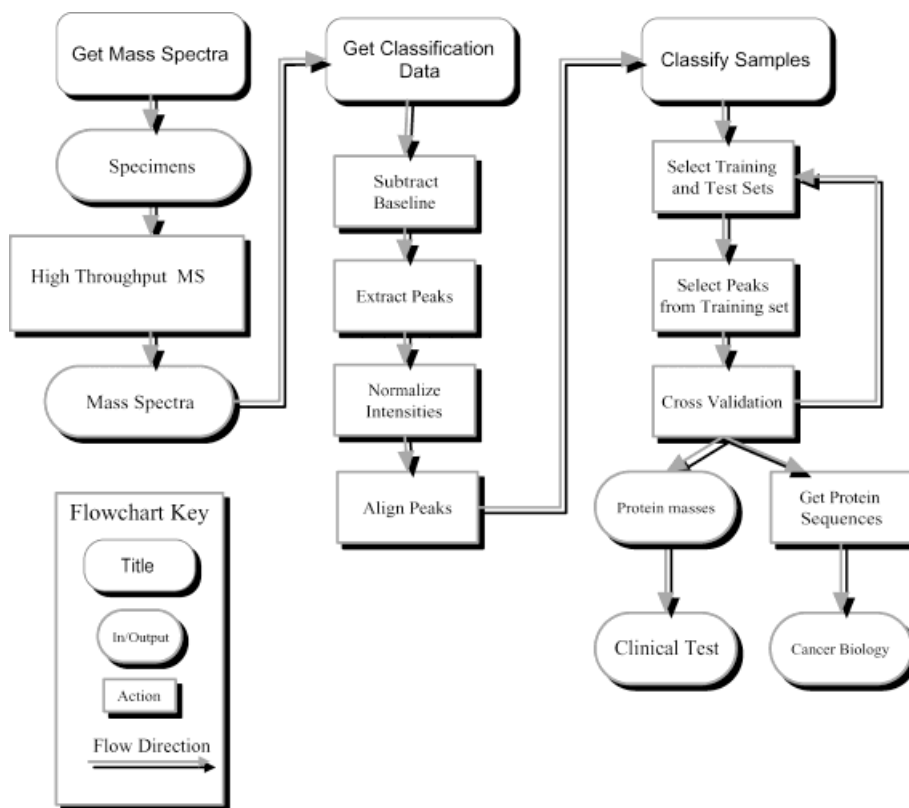 Get Mass Spectra
Specimens
High Throughput MS
Mass Spectra
Get Classification
Data
Subtract
Baseline
Extract Peaks
Normalize
Intensities
Align Peaks
Classify Samples
Select Training
and Test Sets
Select Peaks
from Training set
Cross Validation
Protein masses
Get Protein
Sequences
Clinical Test
Cancer Biology
Flowchart Key
Title
In/Output
Action
Flow Direction